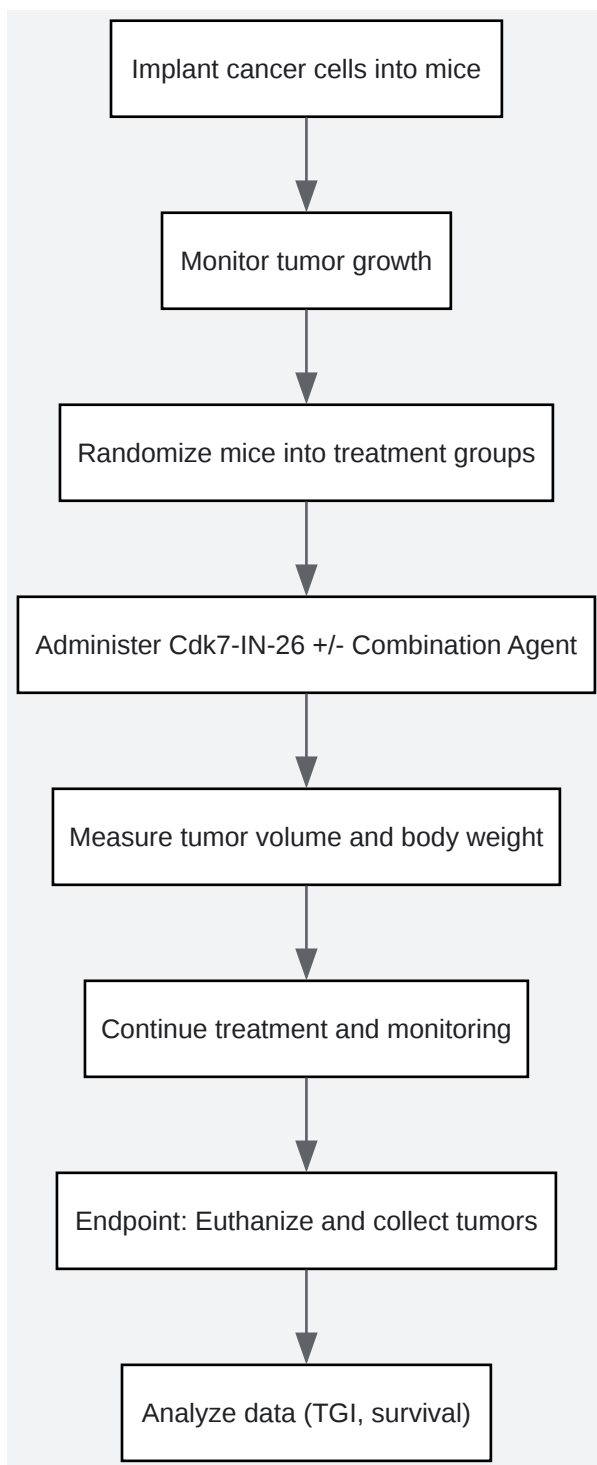 Implant cancer cells into mice
Monitor tumor growth
Randomize mice into treatment groups
Administer Cdk7-IN-26 +/- Combination Agent
Measure tumor volume and body weight
Continue treatment and monitoring
Endpoint: Euthanize and collect tumors
Analyze data (TGI, survival)